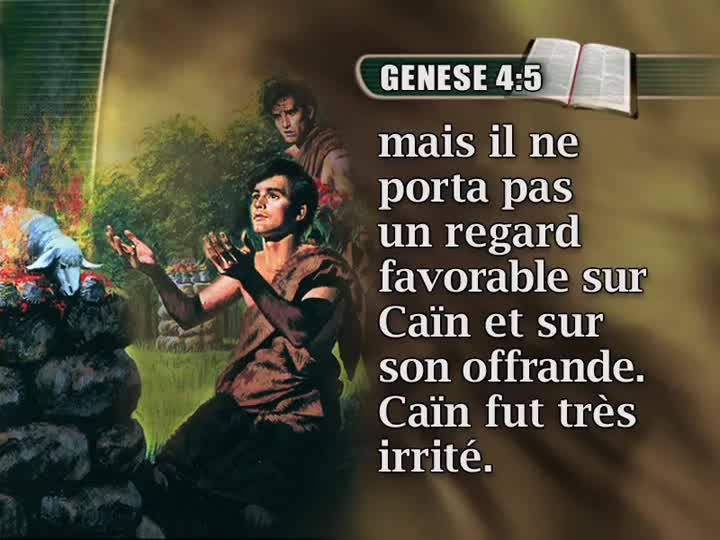 GENESE 4:5
mais il ne
porta pas
un regard
favorable sur
Caïn et sur
son offrande.
Caïn fut très
irrité.